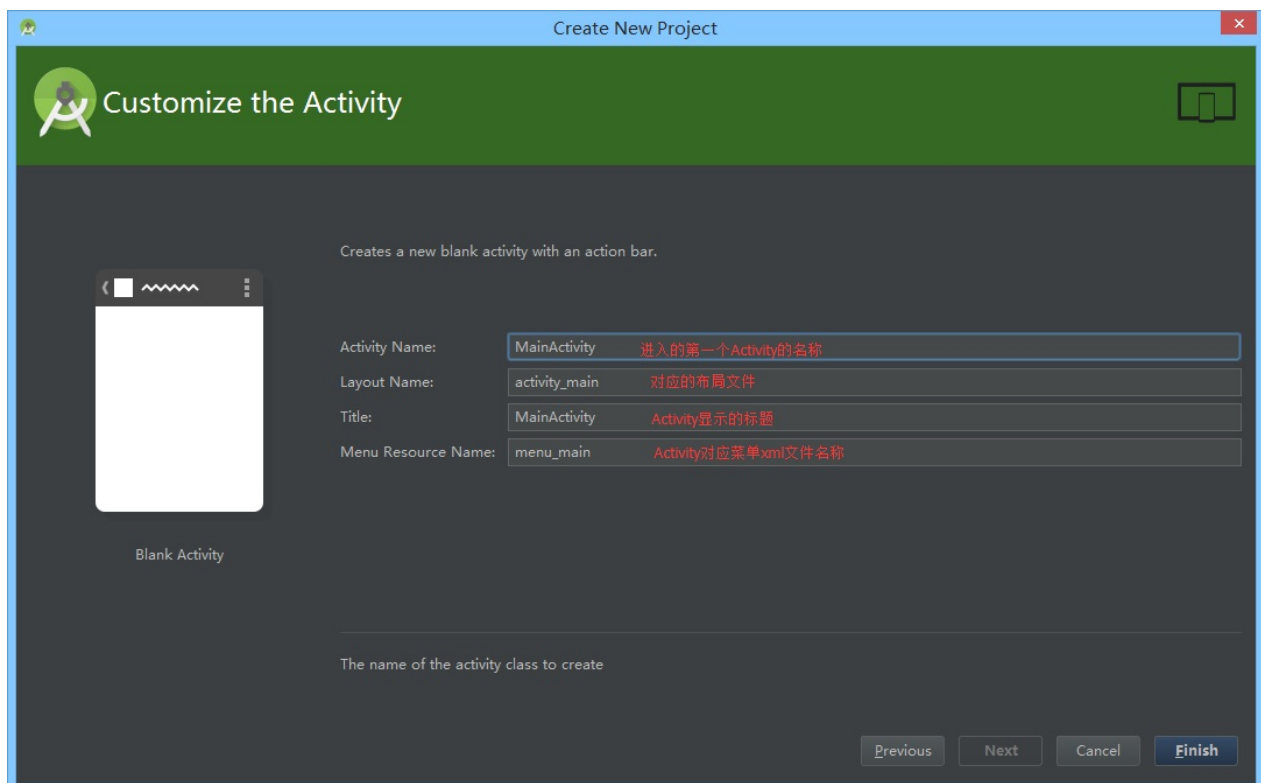 Create New Project
Customize the Activity
Creates a new blank activity with an action bar.
Activity Name: MainActivity 进入的第一个Activity的名称
Layout Name: activity_main 对应的布局文件
Title: MainActivity Activity显示的标题
Menu Resource Name: menu_main Activity对应菜单xml文件名称
Blank Activity
The name of the activity class to create
Previous Next Cancel Finish